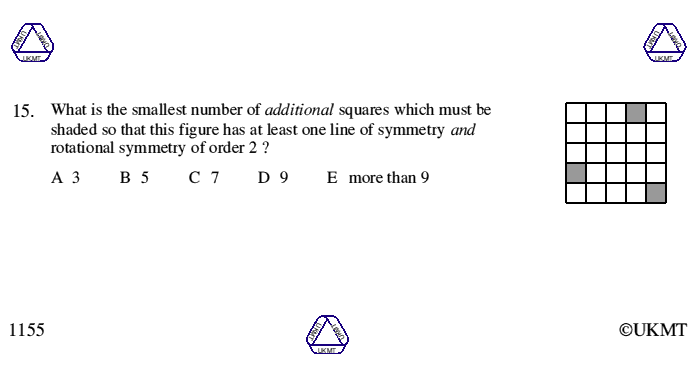 UKMT UKMT UKMT
UKMT UKMT UKMT
15. What is the smallest number of additional squares which must be
shaded so that this figure has at least one line of symmetry and
rotational symmetry of order 2 ?
A 3 B 5 C 7 D 9 E more than 9
1155
UKMT UKMT UKMT
©UKMT